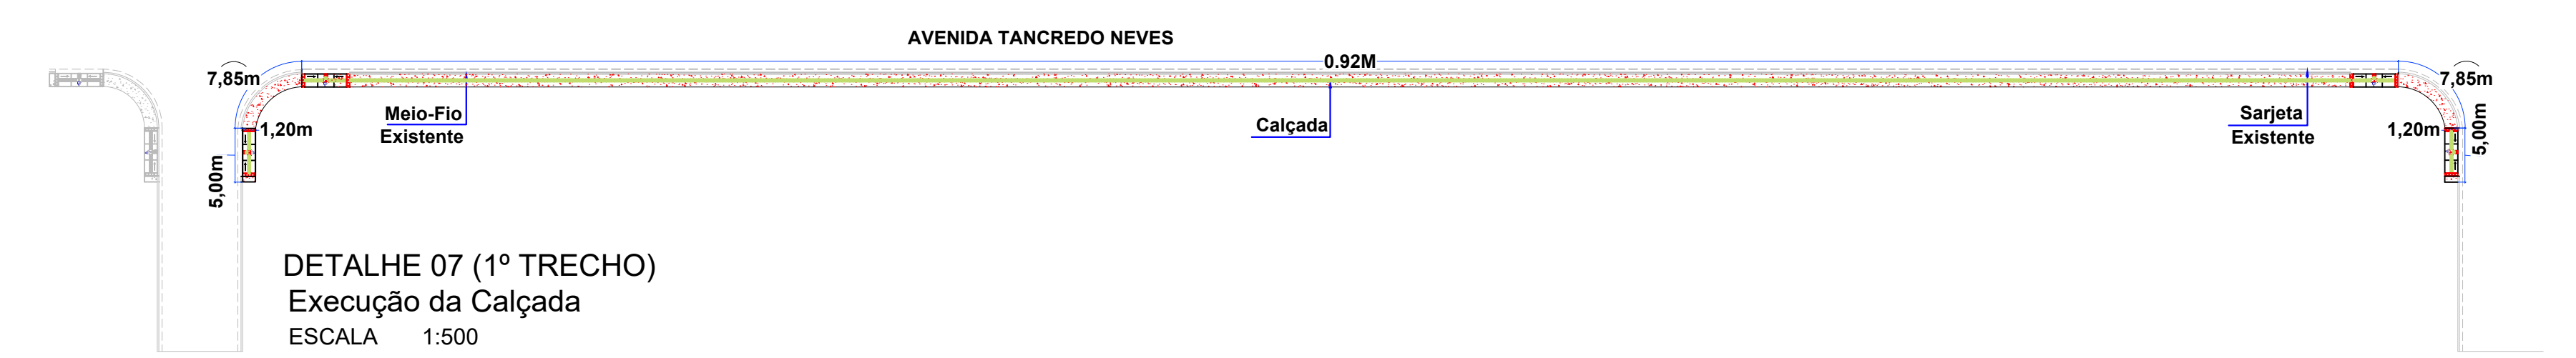 AVENIDA TANCREDO NEVES
0.92M
7,85m
7,85m
Meio-Fio
Existente
Calçada
Sarjeta
Existente
1,20m
1,20m
5,00m
5,00m
DETALHE 07 (1º TRECHO)
Execução da Calçada
ESCALA 1:500